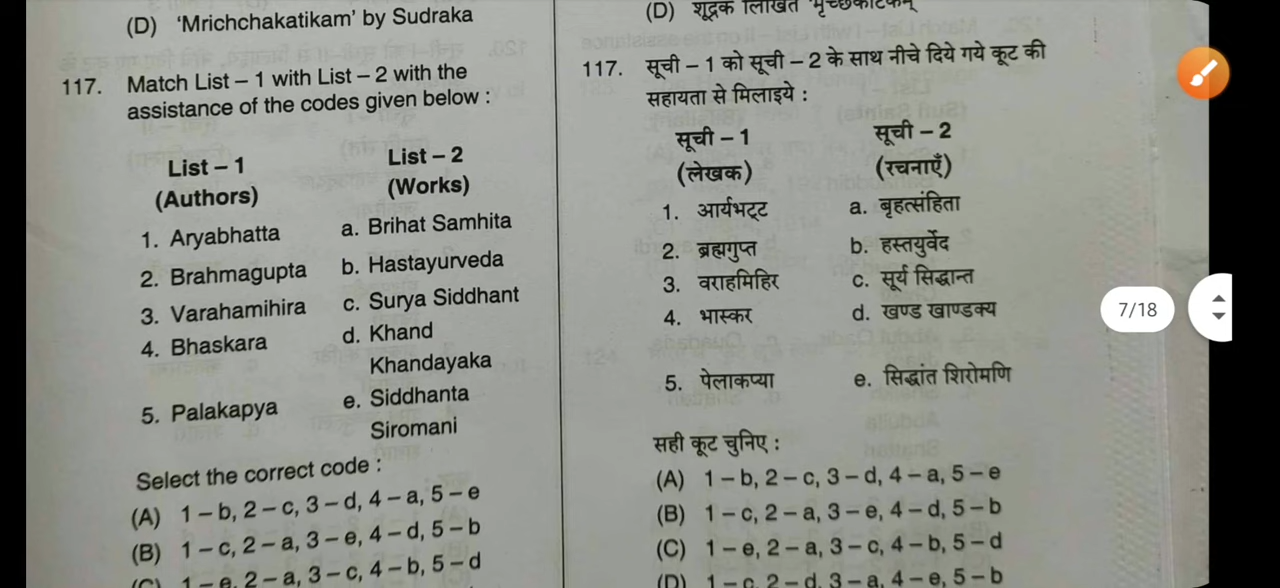 (D) 'Mrichchakatikam' by Sudraka
117. Match List – 1 with List – 2 with the
assistance of the codes given below :
List – 1
(Authors)
List – 2
(Works)
1. Aryabhatta
a. Brihat Samhita
2. Brahmagupta
b. Hastayurveda
3. Varahamihira
c. Surya Siddhant
4. Bhaskara
d. Khand
Khandayaka
5. Palakapya
e. Siddhanta
Siromani
Select the correct code :
(A) 1 – b, 2 – c, 3 – d, 4 – a, 5 – e
(B) 1 – c, 2 – a, 3 – e, 4 – d, 5 – b
(C) 1 – e, 2 – a, 3 – c, 4 – b, 5 – d
(D) शूद्रक लिखित 'मृच्छकटिकम्'
117. सूची – 1 को सूची – 2 के साथ नीचे दिये गये कूट की
सहायता से मिलाइये :
सूची – 1
(लेखक)
सूची – 2
(रचनाएँ)
1. आर्यभट्ट
a. बृहत्संहिता
2. ब्रह्मगुप्त
b. हस्तयुर्वेद
3. वराहमिहिर
c. सूर्य सिद्धान्त
4. भास्कर
d. खण्ड खाण्डक्य
5. पेलाकप्या
e. सिद्धांत शिरोमणि
सही कूट चुनिए :
(A) 1 – b, 2 – c, 3 – d, 4 – a, 5 – e
(B) 1 – c, 2 – a, 3 – e, 4 – d, 5 – b
(C) 1 – e, 2 – a, 3 – c, 4 – b, 5 – d
(D) 1 – c, 2 – d, 3 – a, 4 – e, 5 – b
7/18